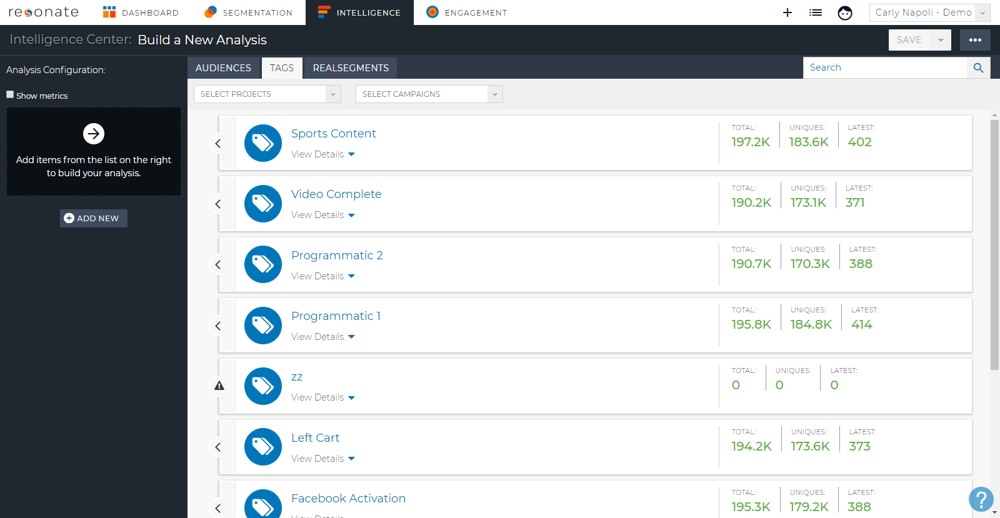 resonate DASHBOARD SEGMENTATION INTELLIGENCE ENGAGEMENT Carly Napoli - Demo
Intelligence Center: Build a New Analysis SAVE
Analysis Configuration: AUDIENCES TAGS REALSEGMENTS Search
SELECT PROJECTS SELECT CAMPAIGNS
Show metrics
Add items from the list on the right
to build your analysis.
ADD NEW
Sports Content TOTAL: UNIQUES: LATEST:
197.2K 183.6K 402
View Details
Video Complete TOTAL: UNIQUES: LATEST:
190.2K 173.1K 371
View Details
Programmatic 2 TOTAL: UNIQUES: LATEST:
190.7K 170.3K 388
View Details
Programmatic 1 TOTAL: UNIQUES: LATEST:
195.8K 184.8K 414
View Details
zz TOTAL: UNIQUES: LATEST:
0 0 0
View Details
Left Cart TOTAL: UNIQUES: LATEST:
194.2K 173.6K 373
View Details
Facebook Activation TOTAL: UNIQUES: LATEST:
195.3K 179.2K 388
View Details
?